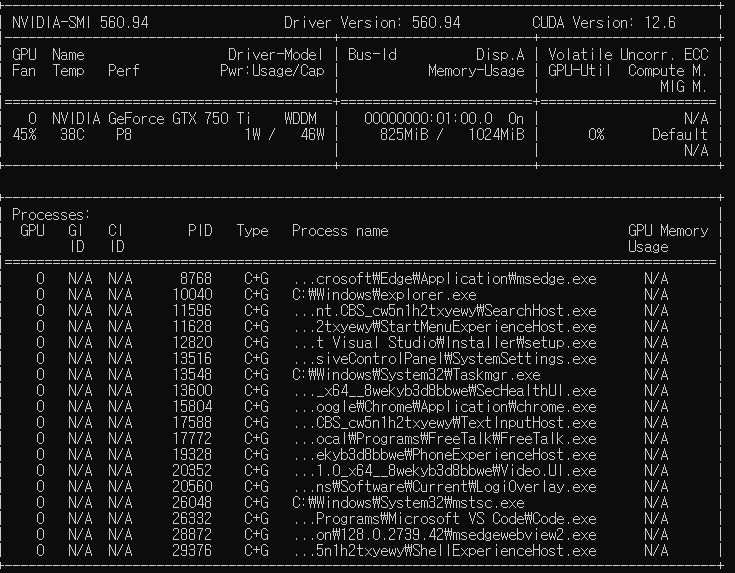 NVIDIA-SMI 560.94 Driver Version: 560.94 CUDA Version: 12.6
GPU Name Driver-Model | Bus-Id Disp.A | Volatile Uncorr. ECC
Fan Temp Perf Pwr:Usage/Cap | Memory-Usage | GPU-Util Compute M.
MIG M.
0 NVIDIA GeForce GTX 750 Ti WDDM | 00000000:01:00.0 On | N/A
45% 38C P8 1W / 46W | 825MiB / 1024MiB | 0% Default
N/A
Processes:
GPU GI CI PID Type Process name GPU Memory
ID ID Usage
0 N/A N/A 8768 C+G ...crosoft₩Edge₩Application₩msedge.exe N/A
0 N/A N/A 10040 C+G C:₩Windows₩explorer.exe N/A
0 N/A N/A 11596 C+G ...nt.CBS_cw5n1h2txyewy₩SearchHost.exe N/A
0 N/A N/A 11628 C+G ...2txyewy₩StartMenuExperienceHost.exe N/A
0 N/A N/A 12820 C+G ...t Visual Studio₩Installer₩setup.exe N/A
0 N/A N/A 13516 C+G ...siveControlPanel₩SystemSettings.exe N/A
0 N/A N/A 13548 C+G C:₩Windows₩System32₩Taskmgr.exe N/A
0 N/A N/A 13600 C+G ..._x64__8wekyb3d8bbwe₩SecHealthUI.exe N/A
0 N/A N/A 15804 C+G ...oogle₩Chrome₩Application₩chrome.exe N/A
0 N/A N/A 17588 C+G ...CBS_cw5n1h2txyewy₩TextInputHost.exe N/A
0 N/A N/A 17772 C+G ...ocal₩Programs₩FreeTalk₩FreeTalk.exe N/A
0 N/A N/A 19328 C+G ...ekyb3d8bbwe₩PhoneExperienceHost.exe N/A
0 N/A N/A 20352 C+G ...1.0_x64__8wekyb3d8bbwe₩Video.UI.exe N/A
0 N/A N/A 20560 C+G ...ns₩Software₩Current₩LogiOverlay.exe N/A
0 N/A N/A 26048 C+G C:₩Windows₩System32₩mstsc.exe N/A
0 N/A N/A 26332 C+G ...Programs₩Microsoft VS Code₩Code.exe N/A
0 N/A N/A 28872 C+G ...on₩128.0.2739.42₩msedgewebview2.exe N/A
0 N/A N/A 29376 C+G ...5n1h2txyewy₩ShellExperienceHost.exe N/A